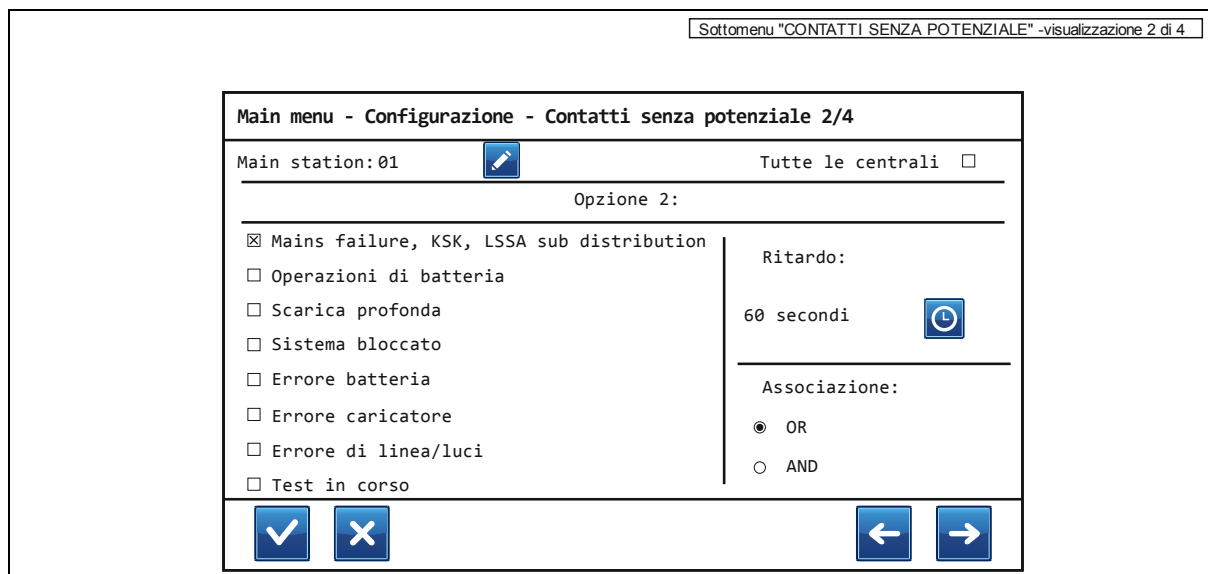 Sottomenu "CONTATTI SENZA POTENZIALE" -visualizzazione 2 di 4
Main menu - Configurazione - Contatti senza potenziale 2/4
Main station: 01
Tutte le centrali
Opzione 2:
Mains failure, KSK, LSSA sub distribution
Operazioni di batteria
Scarica profonda
Sistema bloccato
Errore batteria
Errore caricatore
Errore di linea/luci
Test in corso
Ritardo:
60 secondi
Associazione:
OR
AND